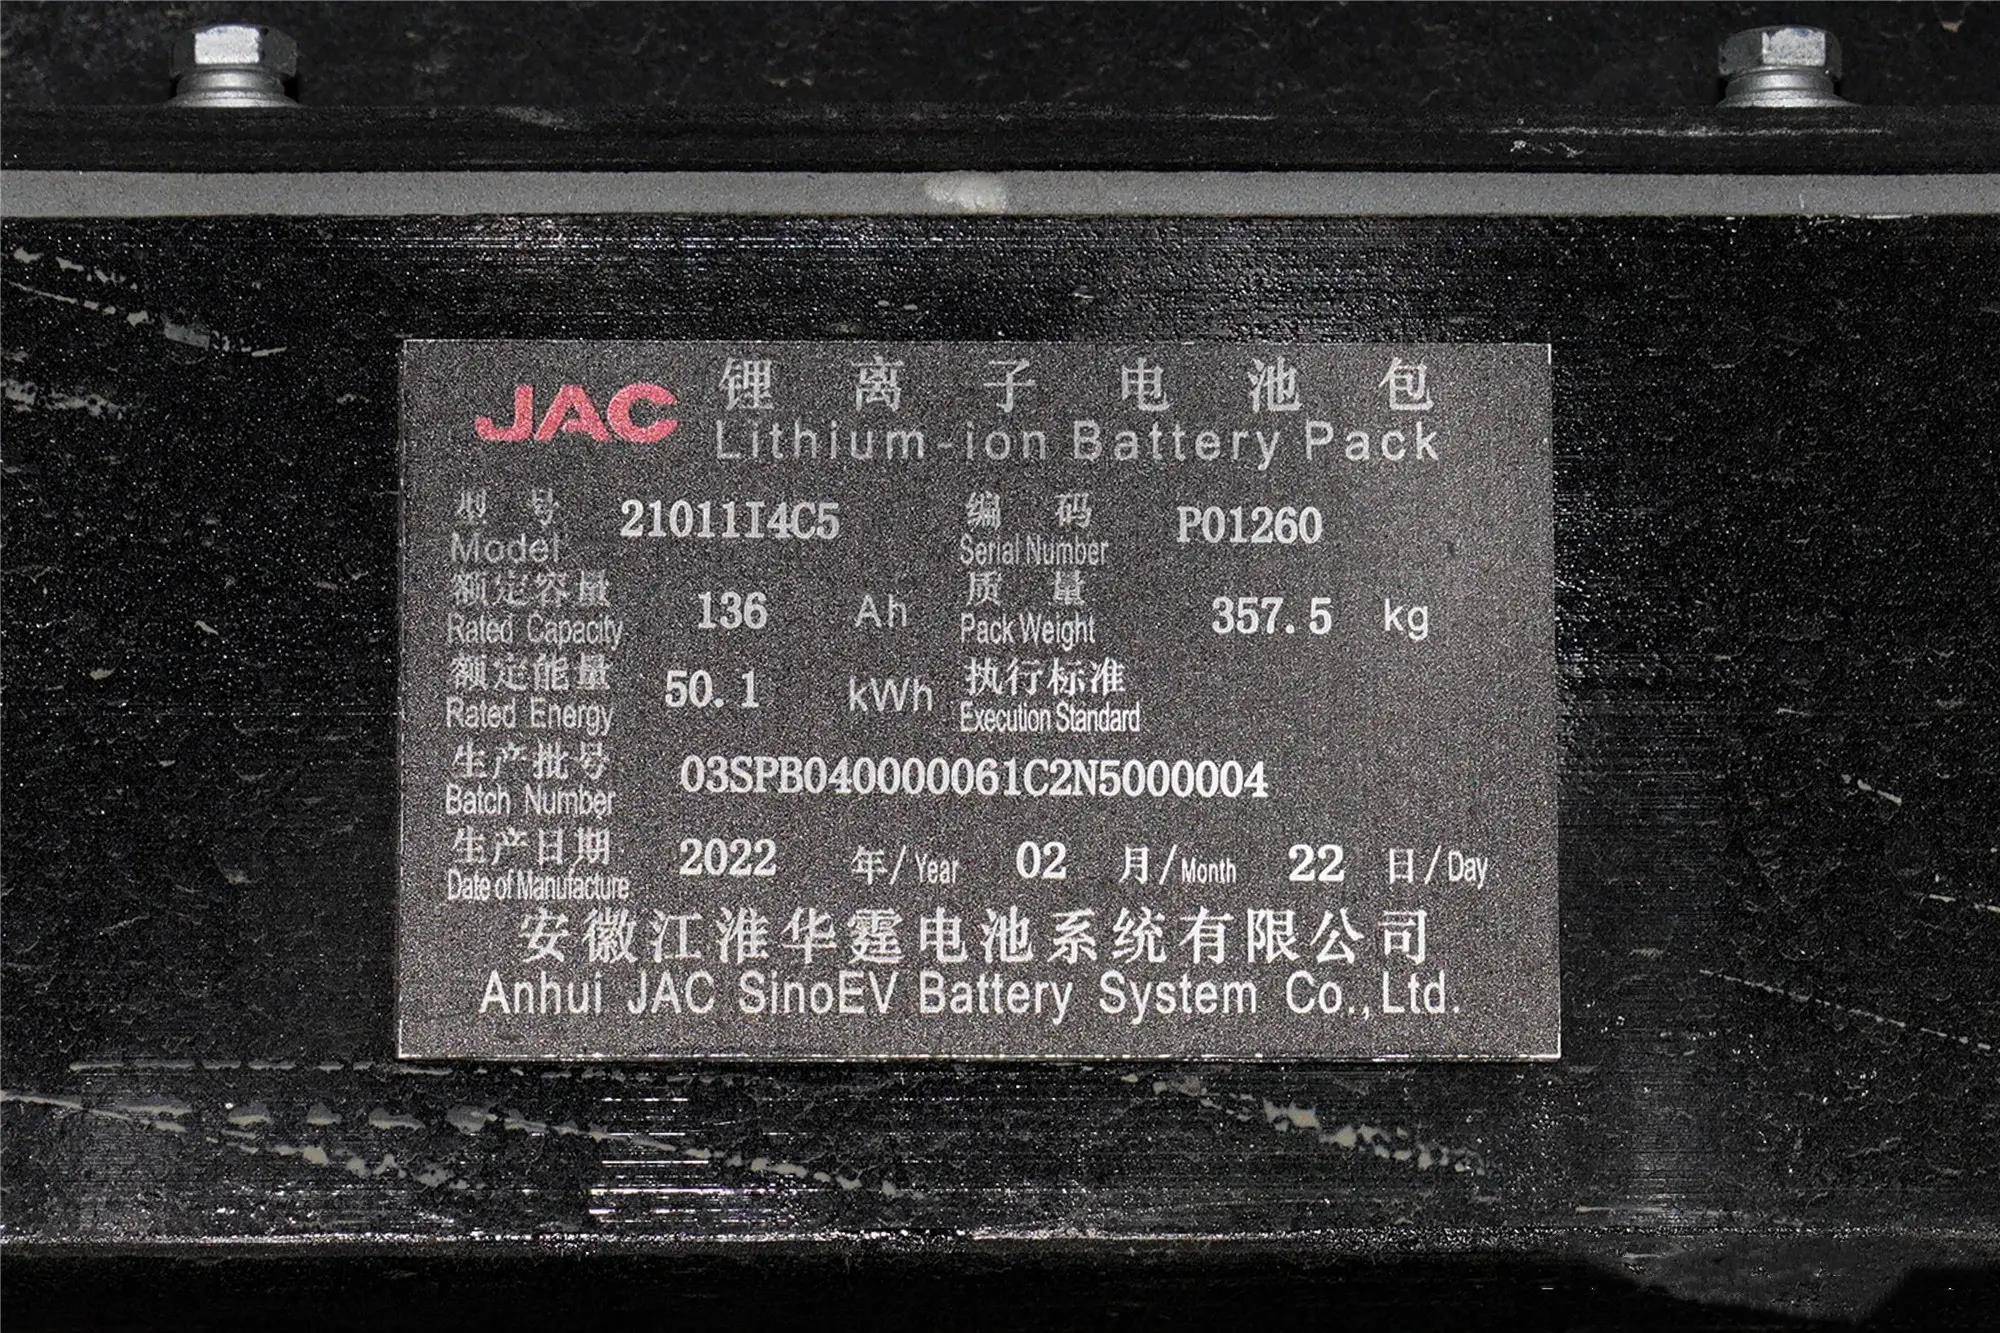 JAC 锂离子电池包
Lithium-ion Battery Pack
型号 21011I4C5 编码 P01260
Model Serial Number
额定容量 136 Ah 质量 357.5 kg
Rated Capacity Pack Weight
额定能量 50.1 kWh 执行标准
Rated Energy Execution Standard
生产批号 03SPB040000061C2N5000004
Batch Number
生产日期 2022 年/Year 02 月/Month 22 日/Day
Date of Manufacture
安徽江淮华霆电池系统有限公司
Anhui JAC SinoEV Battery System Co.,Ltd.